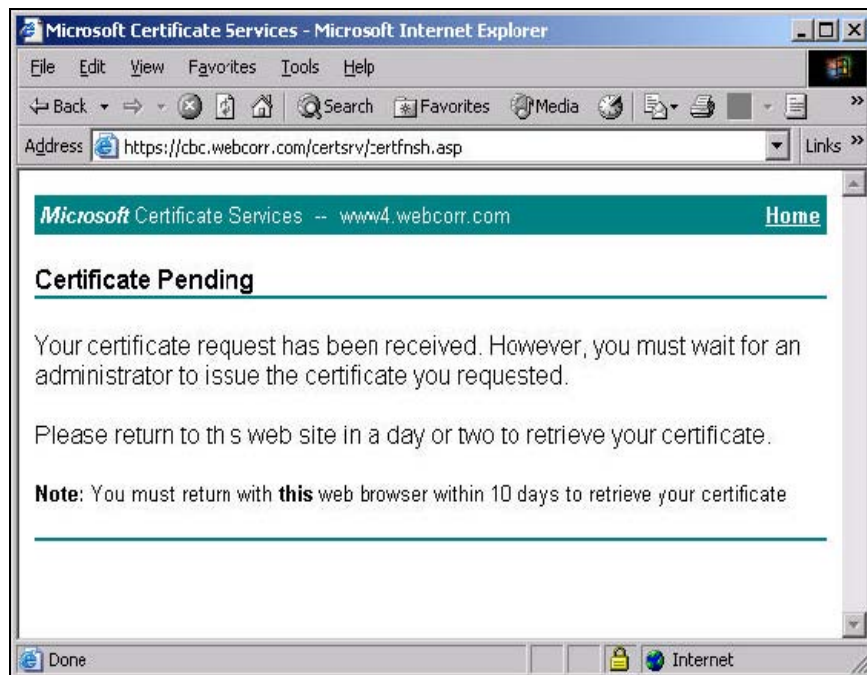 Microsoft Certificate Services - Microsoft Internet Explorer
File Edit View Favorites Tools Help
Back Search Favorites Media »
Address https://cbc.webcorr.com/certsrv/certfnsh.asp Links »
Microsoft Certificate Services -- www4.webcorr.com Home
Certificate Pending
Your certificate request has been received. However, you must wait for an
administrator to issue the certificate you requested.
Please return to this web site in a day or two to retrieve your certificate.
Note: You must return with this web browser within 10 days to retrieve your certificate
Done Internet